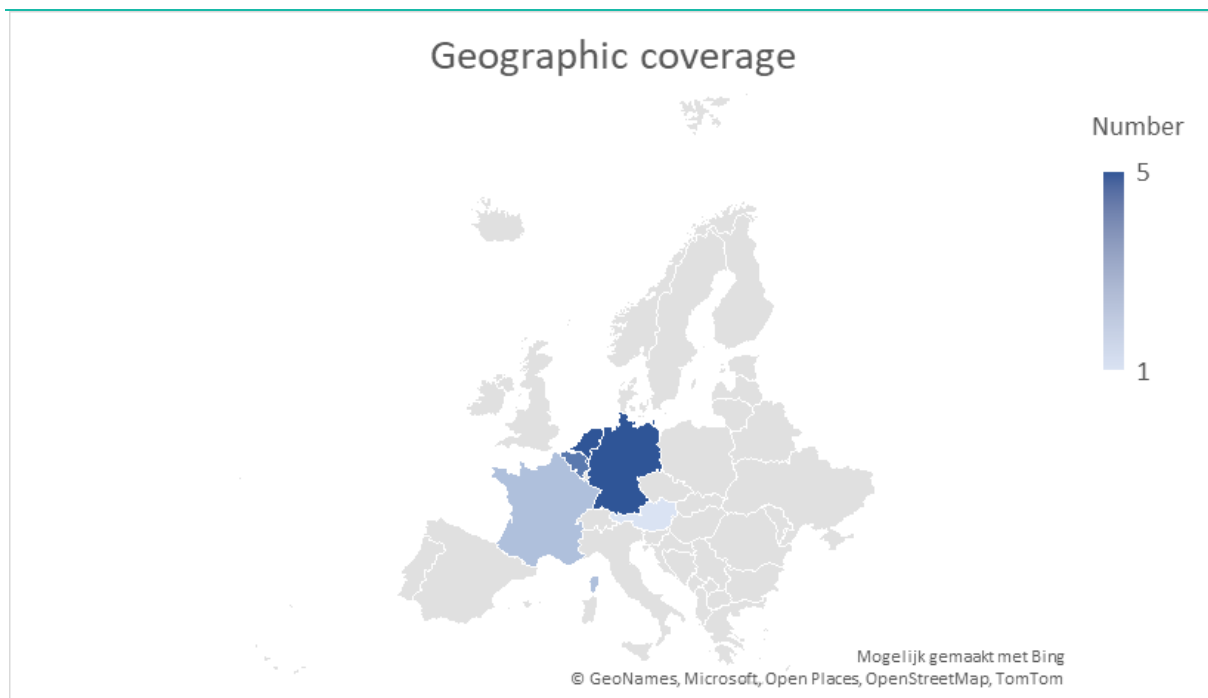 Geographic coverage
Number
5
1
Mogelijk gemaakt met Bing
© GeoNames, Microsoft, Open Places, OpenStreetMap, TomTom